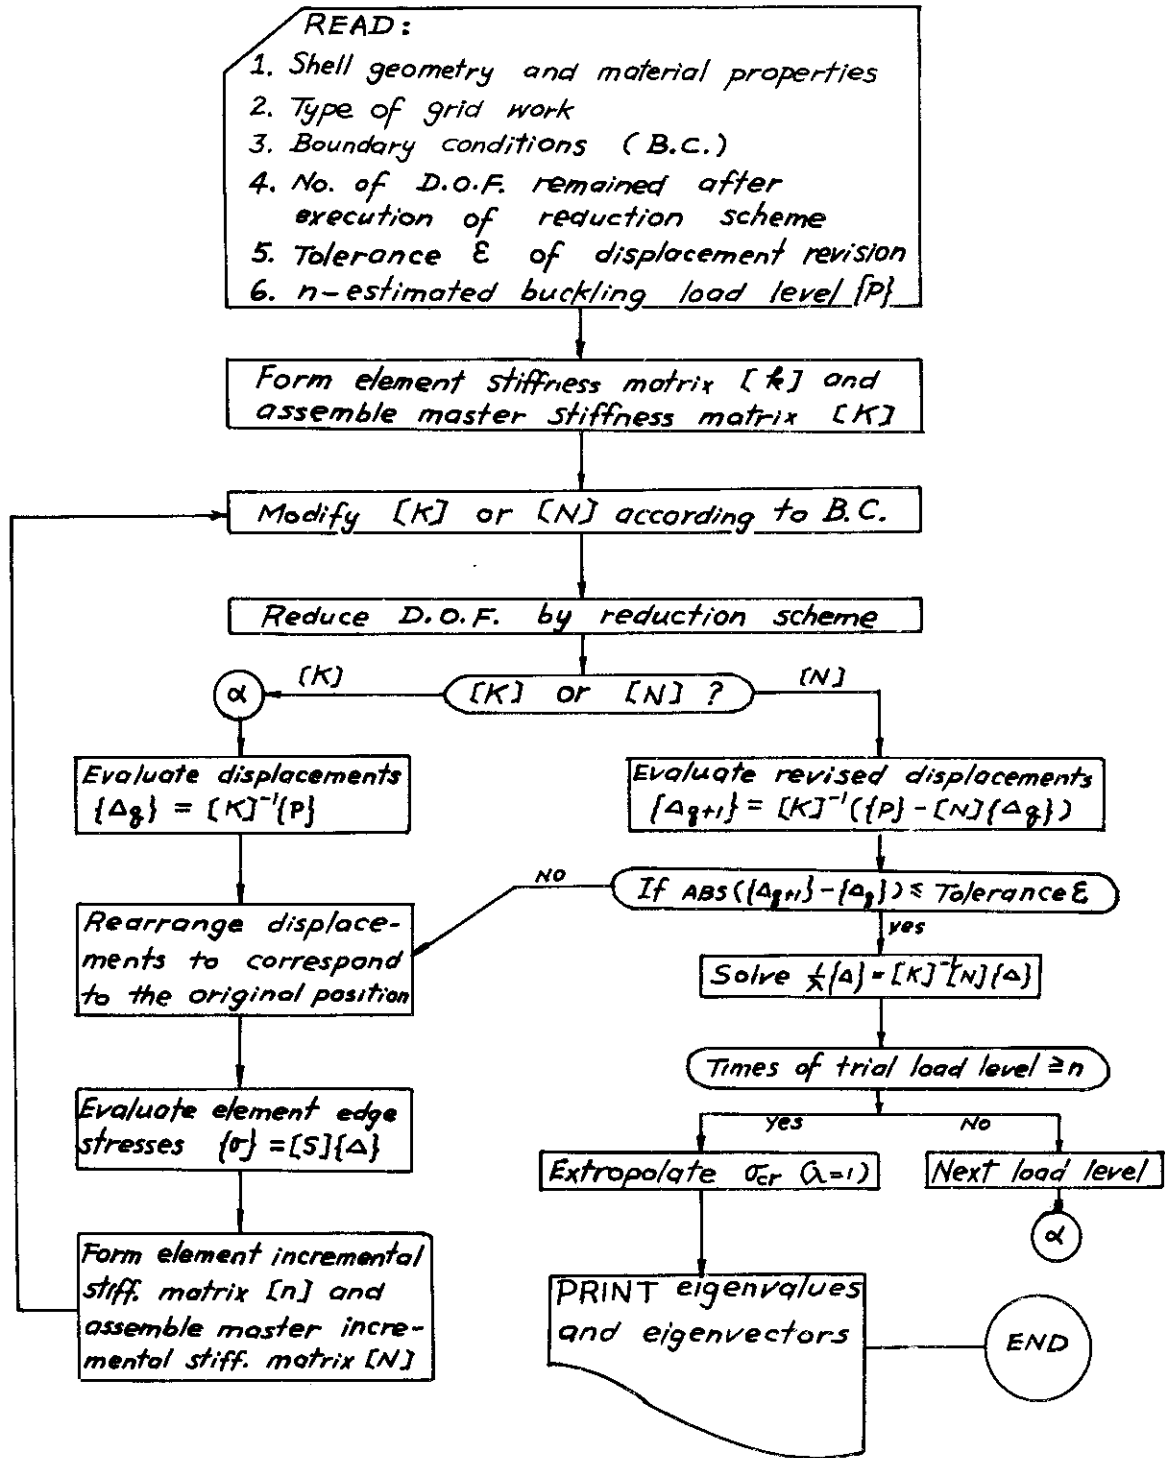 READ:
1. Shell geometry and material properties
2. Type of grid work
3. Boundary conditions (B.C.)
4. No. of D.O.F. remained after
execution of reduction scheme
5. Tolerance ε of displacement revision
6. n-estimated buckling load level {P}
Form element stiffness matrix [k] and
assemble master stiffness matrix [K]
Modify [K] or [N] according to B.C.
Reduce D.O.F. by reduction scheme
[K]
[N]
α
[K] or [N] ?
Evaluate displacements
{Δq} = [K]⁻¹{P}
Rearrange displace-
ments to correspond
to the original position
Evaluate element edge
stresses {σ} = [S]{Δ}
Form element incremental
stiff. matrix [n] and
assemble master incre-
mental stiff. matrix [N]
Evaluate revised displacements
{Δq+1} = [K]⁻¹({P} - [N]{Δq})
NO
If ABS({Δq+1} - {Δq}) ≤ Tolerance ε
yes
Solve 1/λ{Δ} = [K]⁻¹[N]{Δ}
Times of trial load level ≧ n
yes
No
Extropolate σcr (λ=1)
Next load level
α
PRINT eigenvalues
and eigenvectors
END